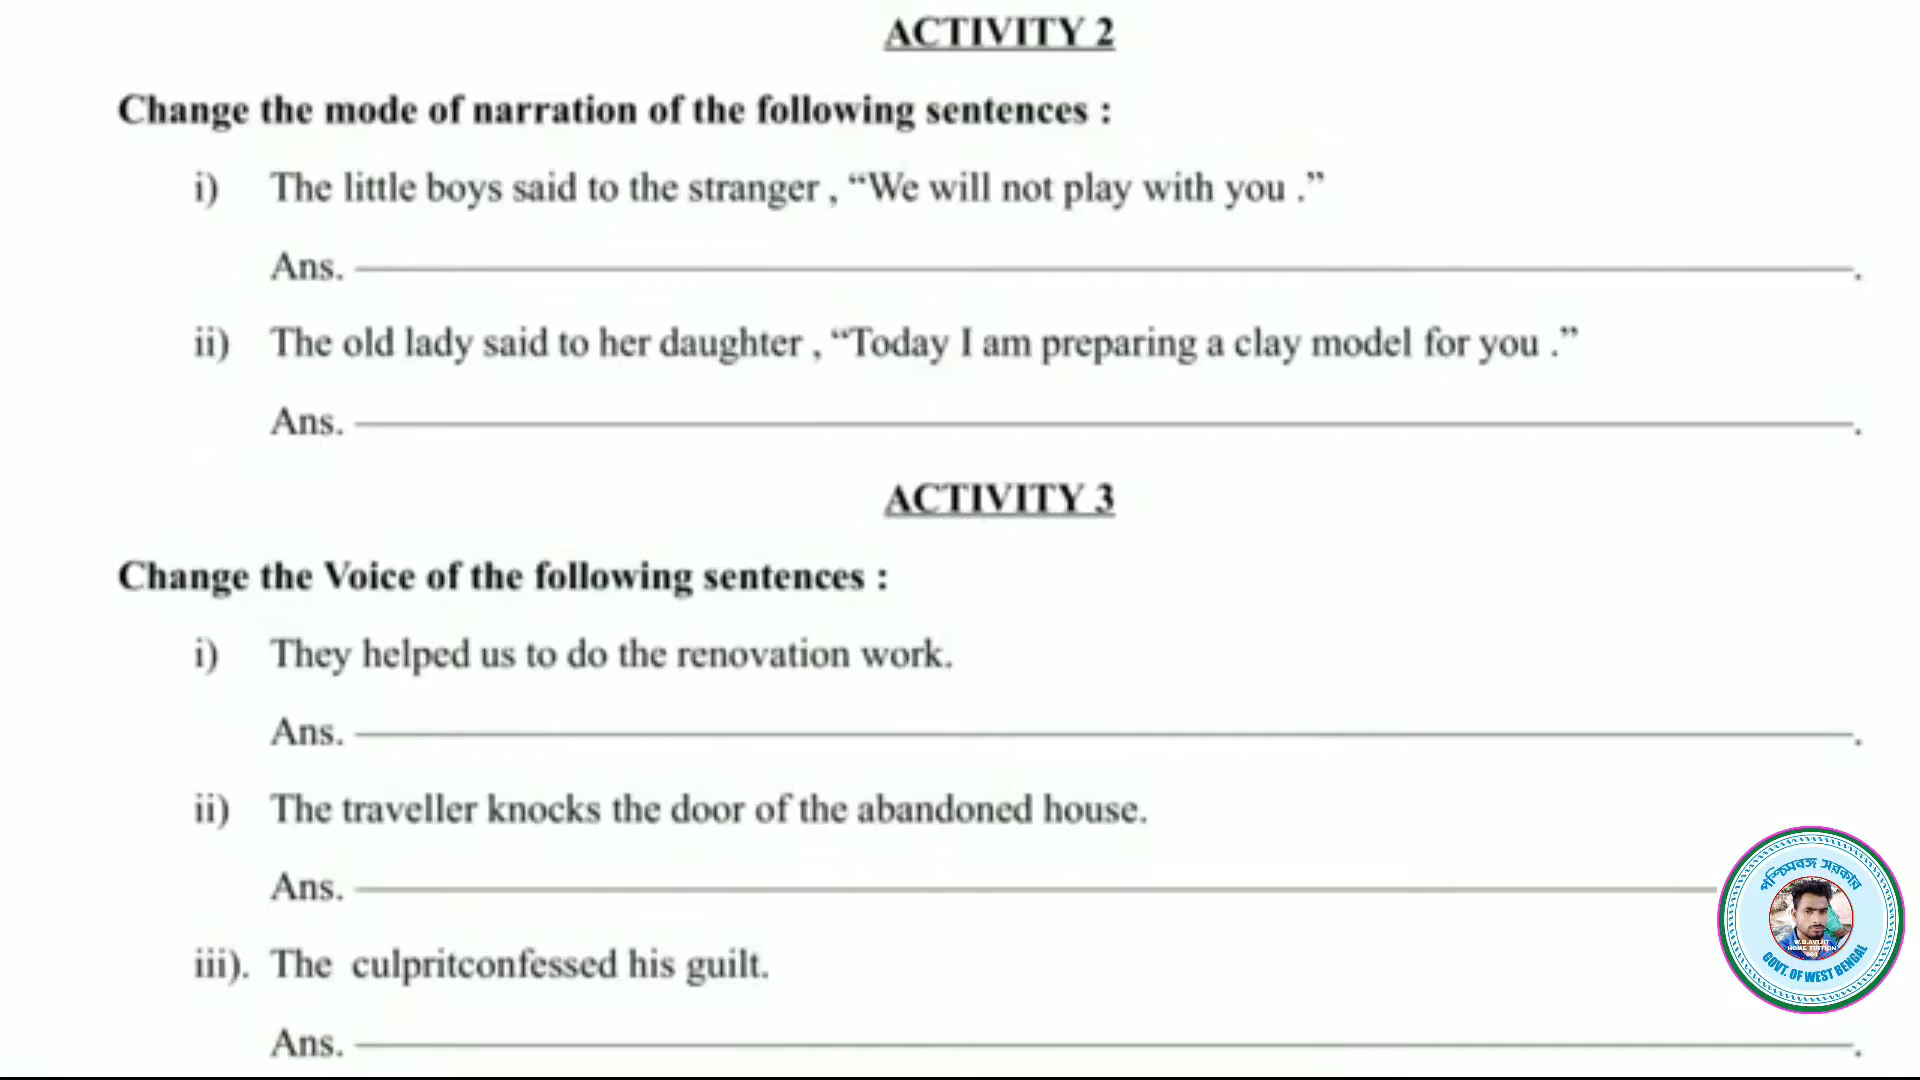 ACTIVITY 2
Change the mode of narration of the following sentences :
i) The little boys said to the stranger , “We will not play with you .”
Ans. .
ii) The old lady said to her daughter , “Today I am preparing a clay model for you .”
Ans. .
ACTIVITY 3
Change the Voice of the following sentences :
i) They helped us to do the renovation work.
Ans. .
ii) The traveller knocks the door of the abandoned house.
Ans.
iii). The culpritconfessed his guilt.
Ans. .
পশ্চিমবঙ্গ সরকার
W.B.AVIJIT
HOME TUITION
GOVT. OF WEST BENGAL